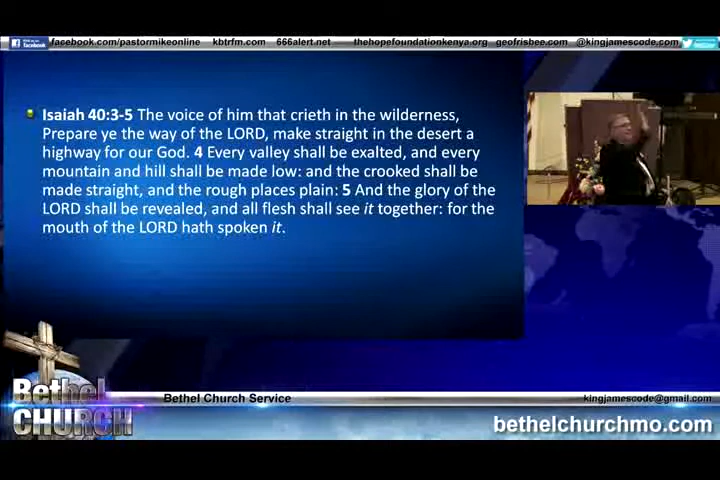 facebook.com/pastormikeonline kbtrfm.com 666alert.net thehopefoundationkenya.org geofrisbee.com @kingjamescode.com
Isaiah 40:3-5 The voice of him that crieth in the wilderness,
Prepare ye the way of the LORD, make straight in the desert a
highway for our God. 4 Every valley shall be exalted, and every
mountain and hill shall be made low: and the crooked shall be
made straight, and the rough places plain: 5 And the glory of the
LORD shall be revealed, and all flesh shall see it together: for the
mouth of the LORD hath spoken it.
Bethel
CHURCH
Bethel Church Service
kingjamescode@gmail.com
bethelchurchmo.com